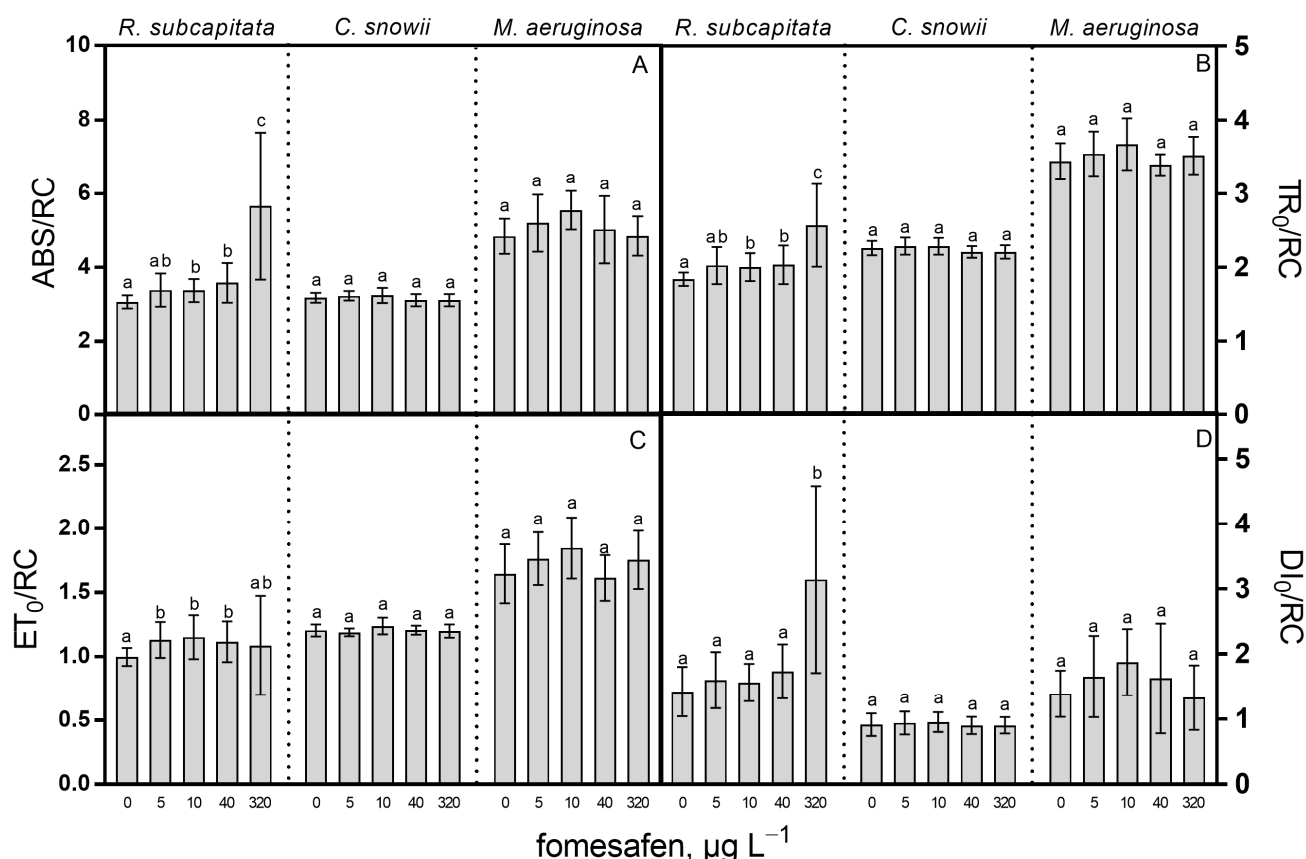 R. subcapitata C. snowii M. aeruginosa R. subcapitata C. snowii M. aeruginosa
10 A B 5
8 c a a a a a 4
6 a a a a a c 3
4 a ab b b a a a a a a ab b b a a a a a 2
2 1
0 0
ABS/RC
TR₀/RC
C D
2.5 b 5
2.0 a a a a a 4
1.5 a b b b ab a a a a a 3
1.0 a a a a a a a a a 2
0.5 a a a a a 1
0.0 0
ET₀/RC
DI₀/RC
0 5 10 40 320 0 5 10 40 320 0 5 10 40 320 0 5 10 40 320 0 5 10 40 320 0 5 10 40 320
fomesafen, µg L⁻¹